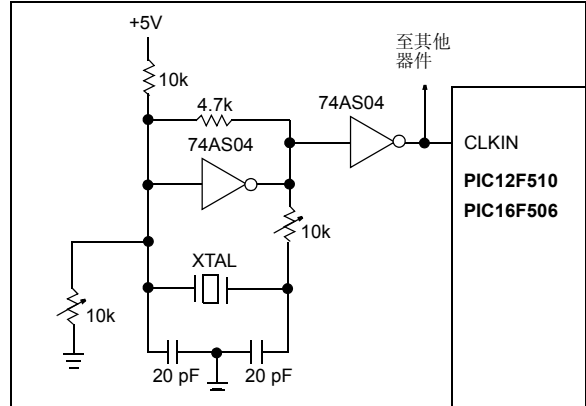 +5V
至其他
器件
10k
4.7k
74AS04
74AS04
CLKIN
PIC12F510
PIC16F506
10k
XTAL
10k
20 pF
20 pF